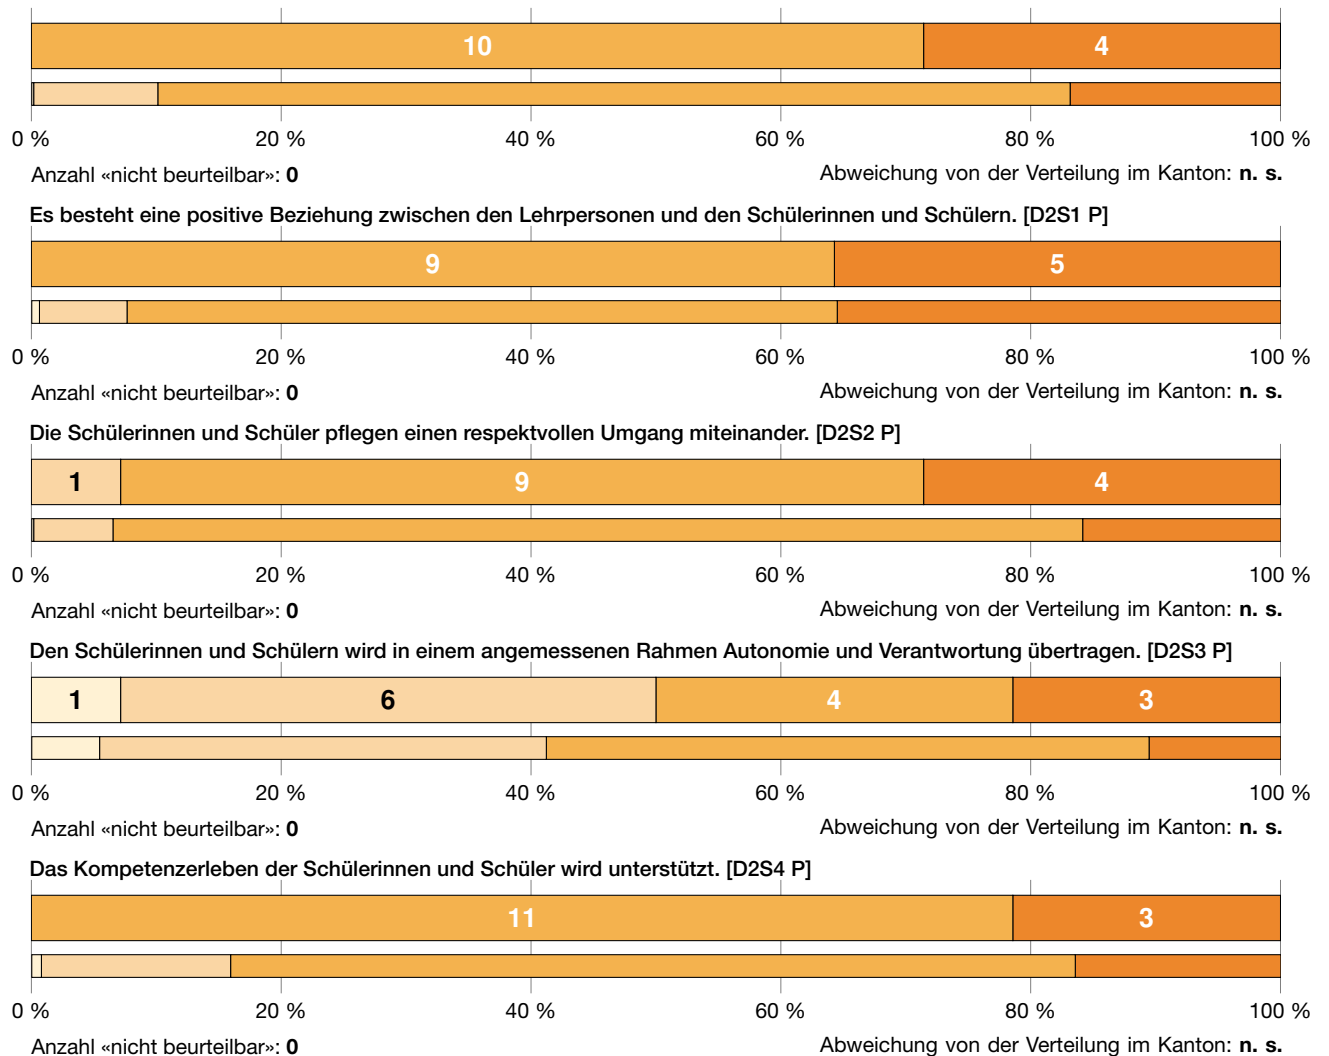 10 4
0 % 20 % 40 % 60 % 80 % 100 %
Anzahl «nicht beurteilbar»: 0 Abweichung von der Verteilung im Kanton: n. s.
Es besteht eine positive Beziehung zwischen den Lehrpersonen und den Schülerinnen und Schülern. [D2S1 P]
9 5
0 % 20 % 40 % 60 % 80 % 100 %
Anzahl «nicht beurteilbar»: 0 Abweichung von der Verteilung im Kanton: n. s.
Die Schülerinnen und Schüler pflegen einen respektvollen Umgang miteinander. [D2S2 P]
1 9 4
0 % 20 % 40 % 60 % 80 % 100 %
Anzahl «nicht beurteilbar»: 0 Abweichung von der Verteilung im Kanton: n. s.
Den Schülerinnen und Schülern wird in einem angemessenen Rahmen Autonomie und Verantwortung übertragen. [D2S3 P]
1 6 4 3
0 % 20 % 40 % 60 % 80 % 100 %
Anzahl «nicht beurteilbar»: 0 Abweichung von der Verteilung im Kanton: n. s.
Das Kompetenzerleben der Schülerinnen und Schüler wird unterstützt. [D2S4 P]
11 3
0 % 20 % 40 % 60 % 80 % 100 %
Anzahl «nicht beurteilbar»: 0 Abweichung von der Verteilung im Kanton: n. s.